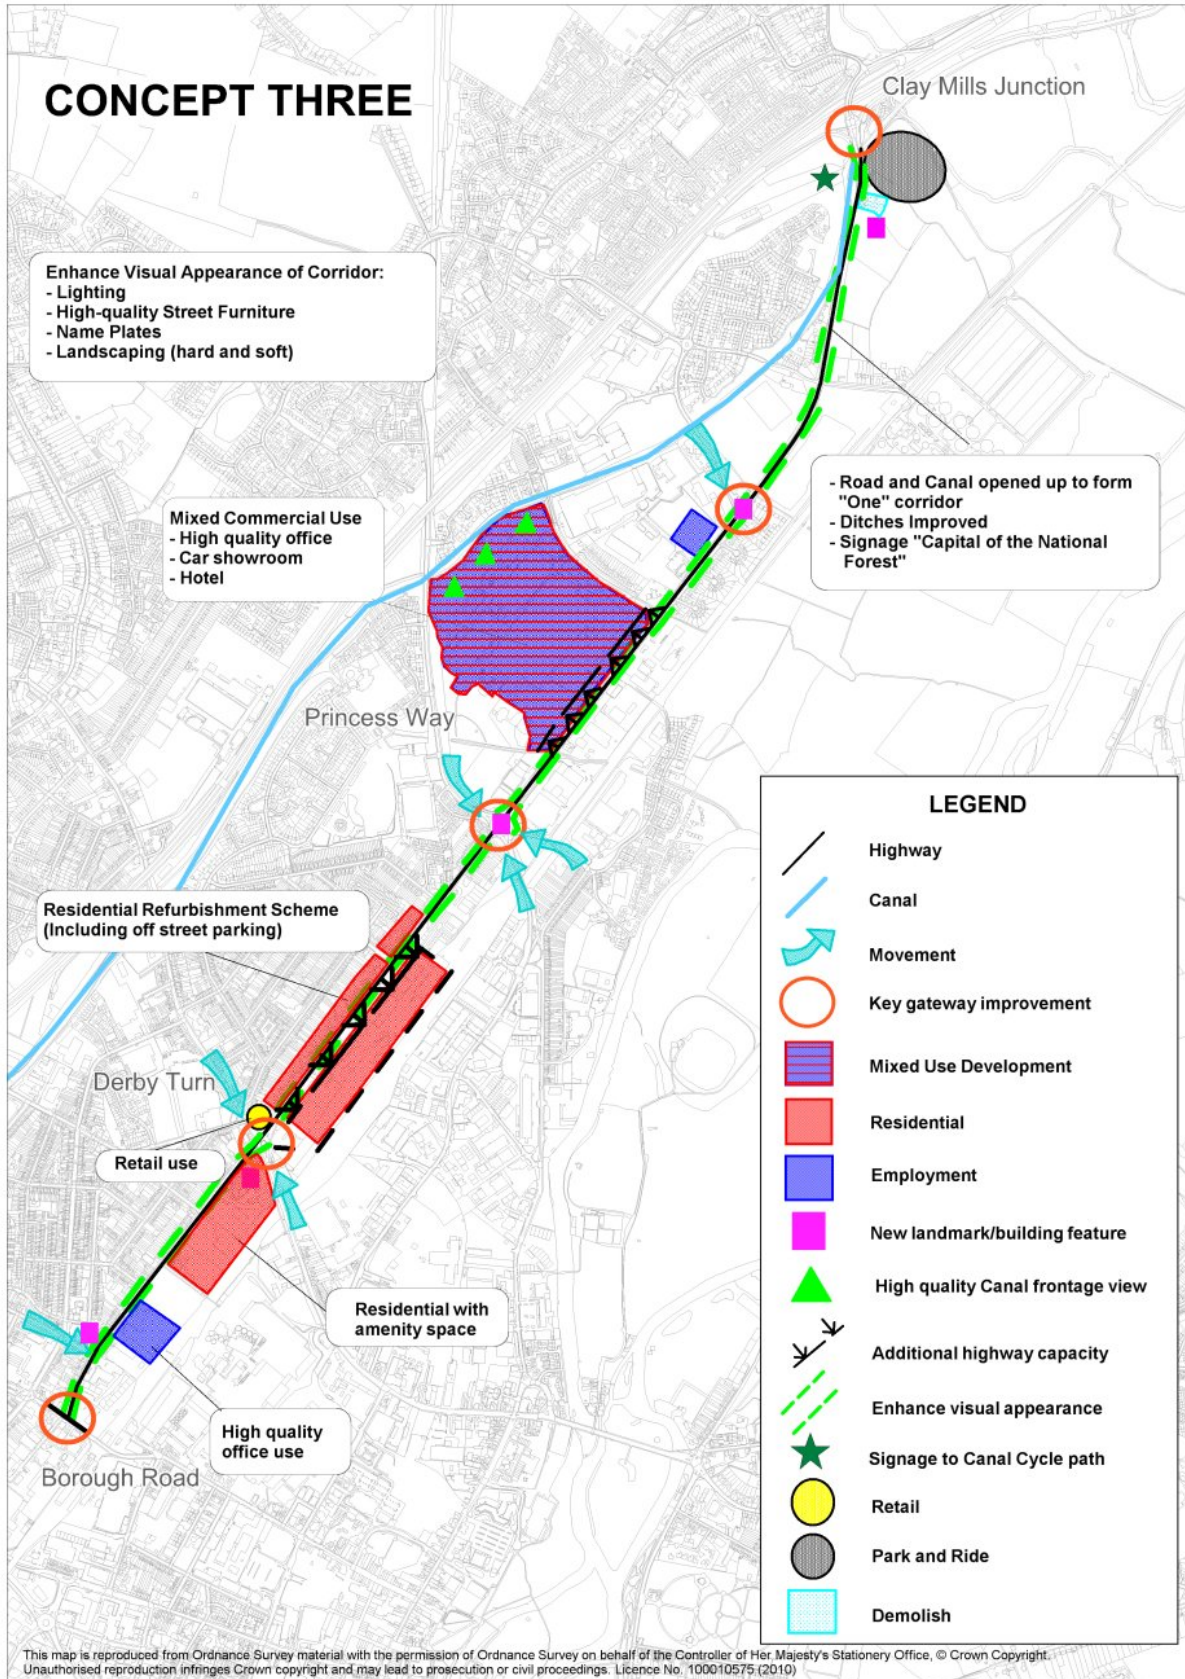 CONCEPT THREE
Clay Mills Junction
Enhance Visual Appearance of Corridor:
- Lighting
- High-quality Street Furniture
- Name Plates
- Landscaping (hard and soft)
- Road and Canal opened up to form
"One" corridor
- Ditches Improved
- Signage "Capital of the National
Forest"
Mixed Commercial Use
- High quality office
- Car showroom
- Hotel
Princess Way
Residential Refurbishment Scheme
(Including off street parking)
Derby Turn
Retail use
Residential with
amenity space
High quality
office use
Borough Road
LEGEND
Highway
Canal
Movement
Key gateway improvement
Mixed Use Development
Residential
Employment
New landmark/building feature
High quality Canal frontage view
Additional highway capacity
Enhance visual appearance
Signage to Canal Cycle path
Retail
Park and Ride
Demolish
This map is reproduced from Ordnance Survey material with the permission of Ordnance Survey on behalf of the Controller of Her Majesty's Stationery Office, © Crown Copyright.
Unauthorised reproduction infringes Crown copyright and may lead to prosecution or civil proceedings. Licence No. 100010575 (2010)